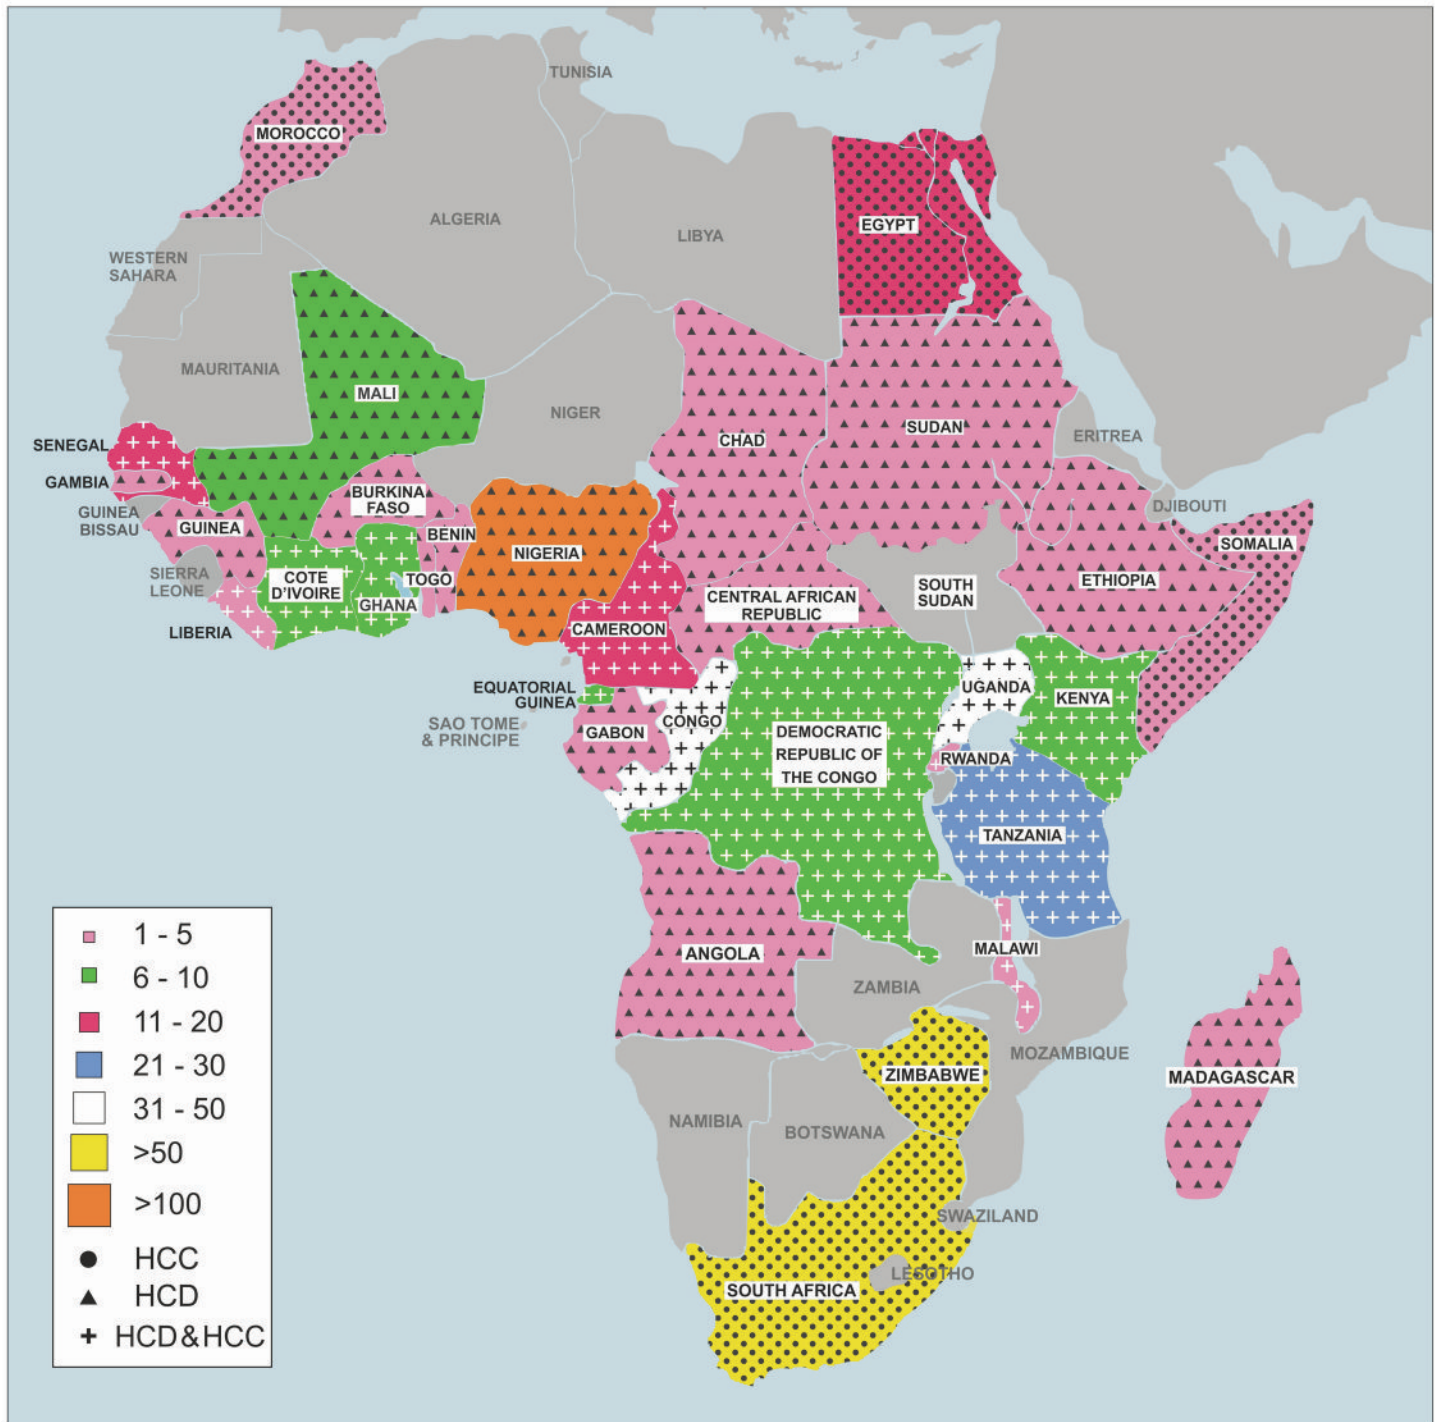 TUNISIA
MOROCCO
ALGERIA
LIBYA
EGYPT
WESTERN
SAHARA
MAURITANIA
MALI
NIGER
CHAD
SUDAN
ERITREA
SENEGAL
GAMBIA
GUINEA
BISSAU
GUINEA
BURKINA
FASO
BENIN
NIGERIA
DJIBOUTI
SOMALIA
SIERRA
LEONE
COTE
D'IVOIRE
GHANA
TOGO
LIBERIA
CAMEROON
CENTRAL AFRICAN
REPUBLIC
SOUTH
SUDAN
ETHIOPIA
EQUATORIAL
GUINEA
SAO TOME
& PRINCIPE
GABON
CONGO
DEMOCRATIC
REPUBLIC OF
THE CONGO
UGANDA
KENYA
RWANDA
TANZANIA
ANGOLA
MALAWI
ZAMBIA
MOZAMBIQUE
ZIMBABWE
MADAGASCAR
NAMIBIA
BOTSWANA
SWAZILAND
LESOTHO
SOUTH AFRICA
1 - 5
6 - 10
11 - 20
21 - 30
31 - 50
>50
>100
HCC
HCD
HCD&HCC